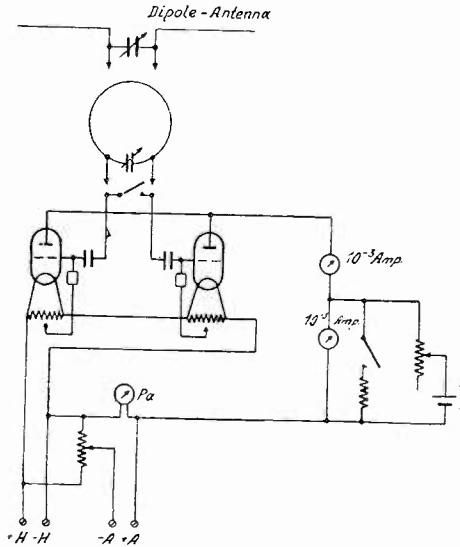 Dipole-Antenna
10⁻³ Amp.
10⁻⁵ Amp.
Pa
+H -H -A +A